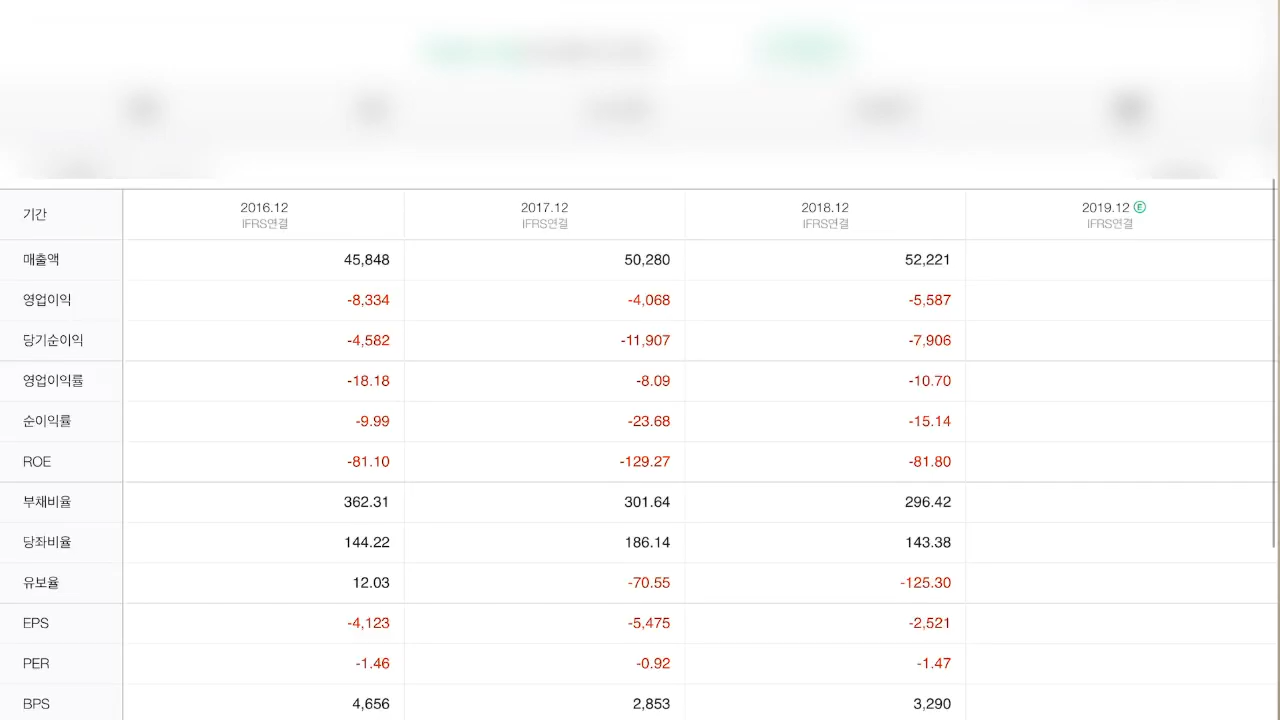 기간 2016.12 2017.12 2018.12 2019.12 E
IFRS연결 IFRS연결 IFRS연결 IFRS연결
매출액 45,848 50,280 52,221
영업이익 -8,334 -4,068 -5,587
당기순이익 -4,582 -11,907 -7,906
영업이익률 -18.18 -8.09 -10.70
순이익률 -9.99 -23.68 -15.14
ROE -81.10 -129.27 -81.80
부채비율 362.31 301.64 296.42
당좌비율 144.22 186.14 143.38
유보율 12.03 -70.55 -125.30
EPS -4,123 -5,475 -2,521
PER -1.46 -0.92 -1.47
BPS 4,656 2,853 3,290